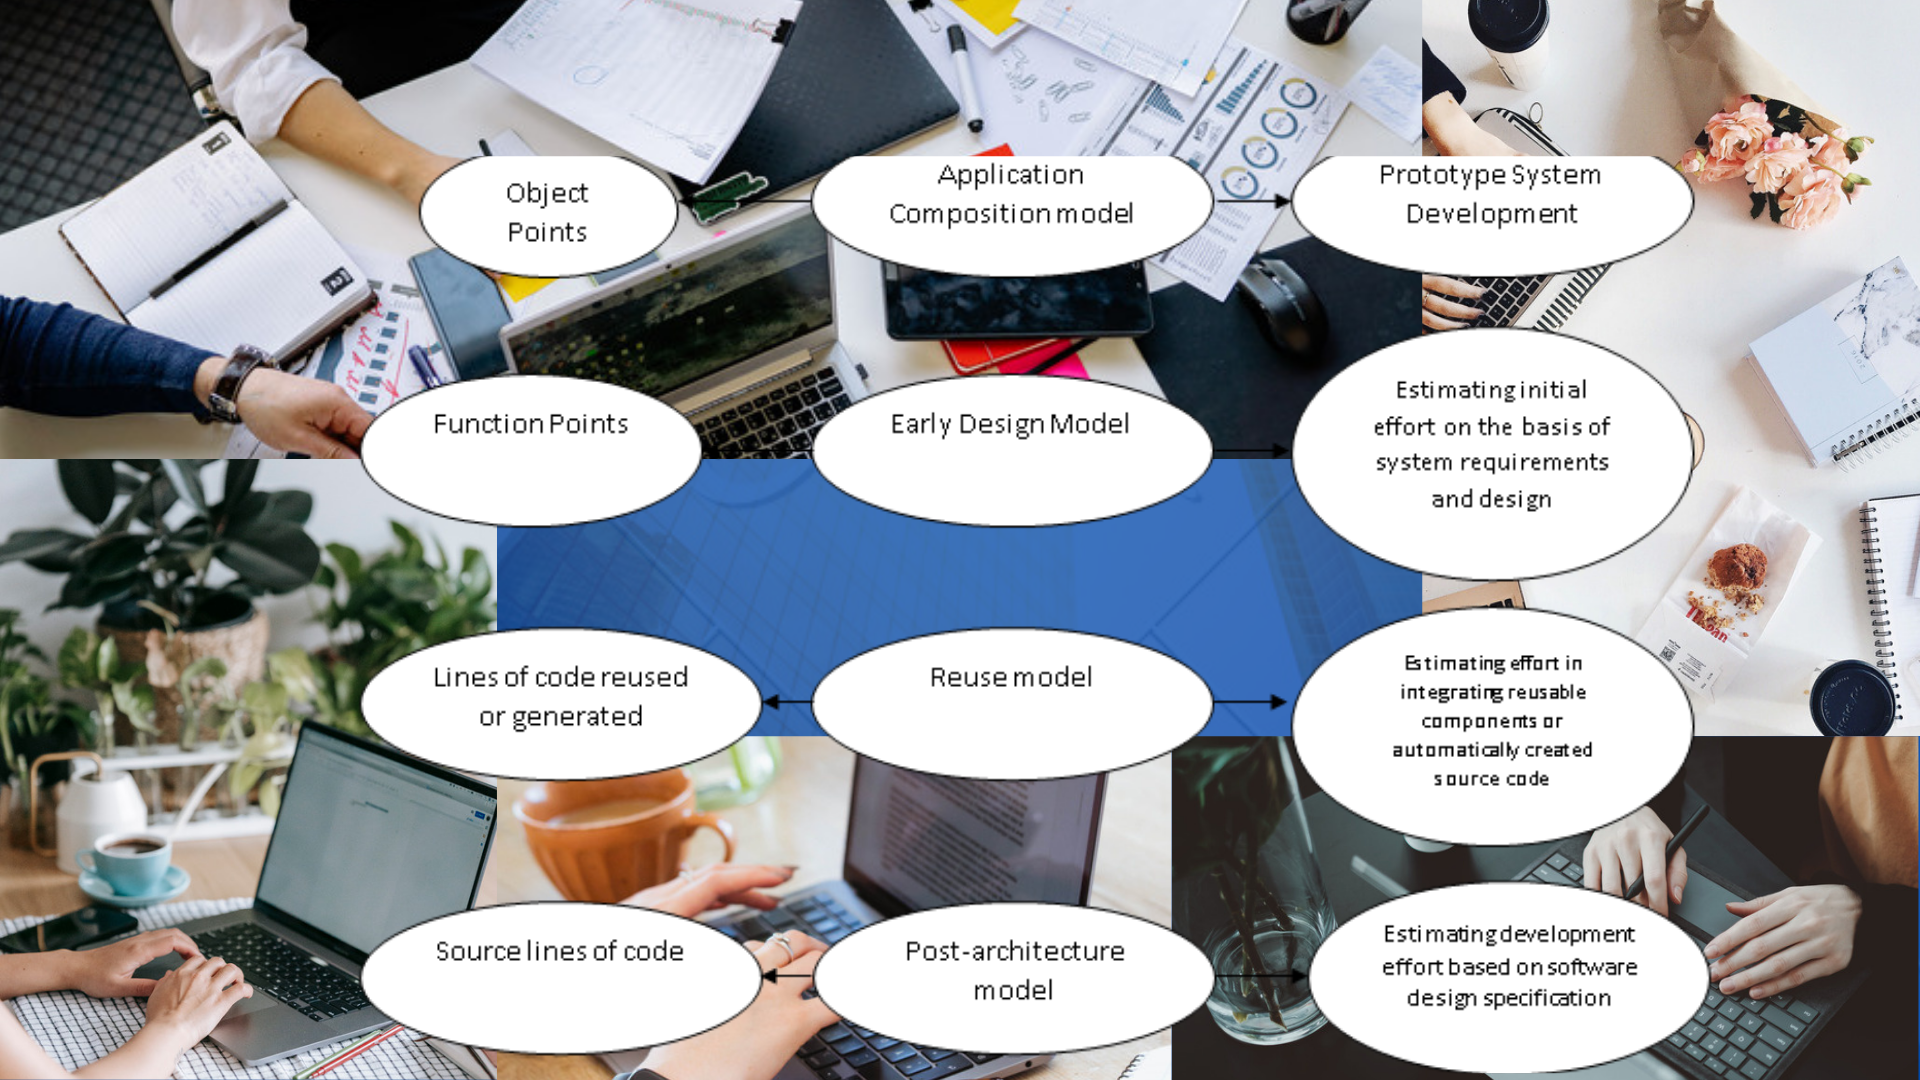 Object
Points
Application
Composition model
Prototype System
Development
Function Points
Early Design Model
Estimating initial
effort on the basis of
system requirements
and design
Lines of code reused
or generated
Reuse model
Estimating effort in
integrating reusable
components or
automatically created
source code
Source lines of code
Post-architecture
model
Estimating development
effort based on software
design specification